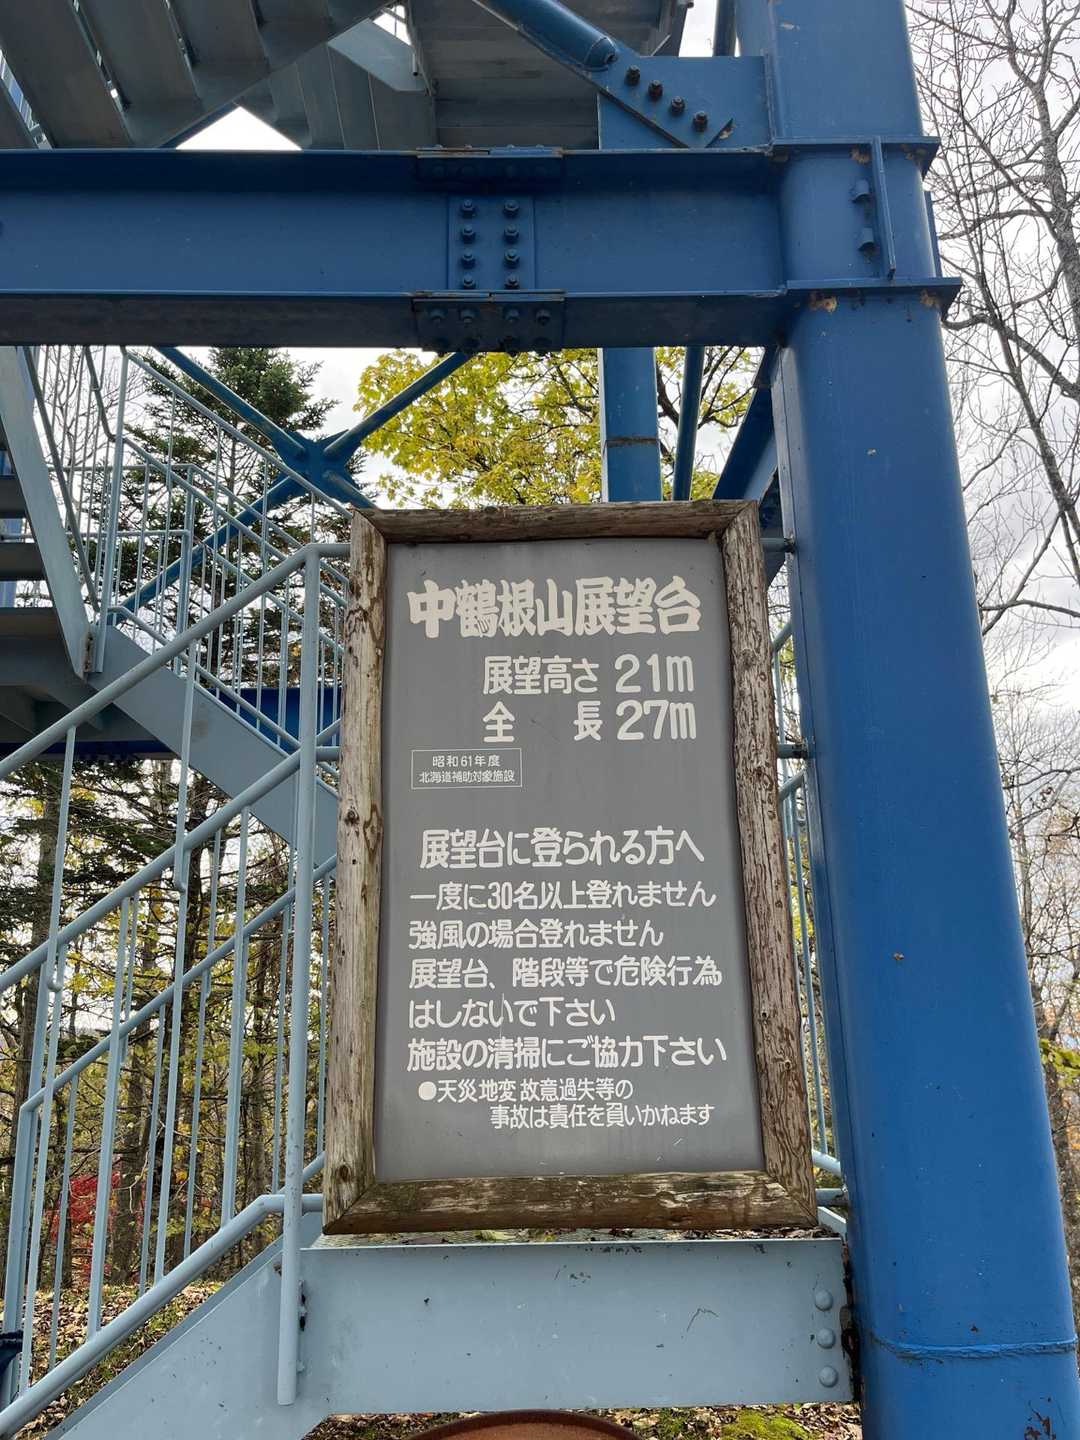 中鶴根山展望台
展望高さ 21m
全　　長 27m
昭和61年度
北海道補助対象施設
展望台に登られる方へ
一度に30名以上登れません
強風の場合登れません
展望台、階段等で危険行為
はしないで下さい
施設の清掃にご協力下さい
●天災地変故意過失等の
事故は責任を負いかねます